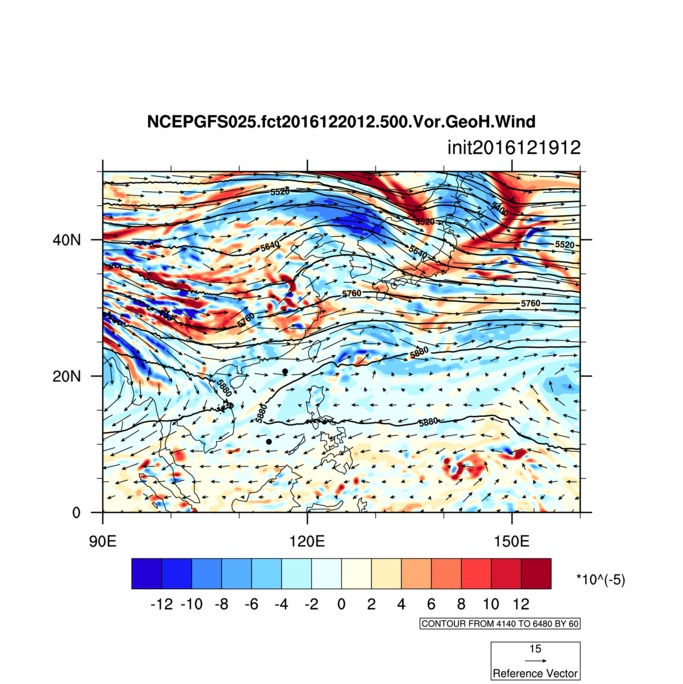 NCEPGFS025.fct2016122012.500.Vor.GeoH.Wind
init2016121912
5520
5400
5520
40N
5640
5640
5520
5760
5760
5760
5880
20N
5880
5880
5880
0
90E 120E 150E
-12 -10 -8 -6 -4 -2 0 2 4 6 8 10 12
*10^(-5)
CONTOUR FROM 4140 TO 6480 BY 60
15
Reference Vector